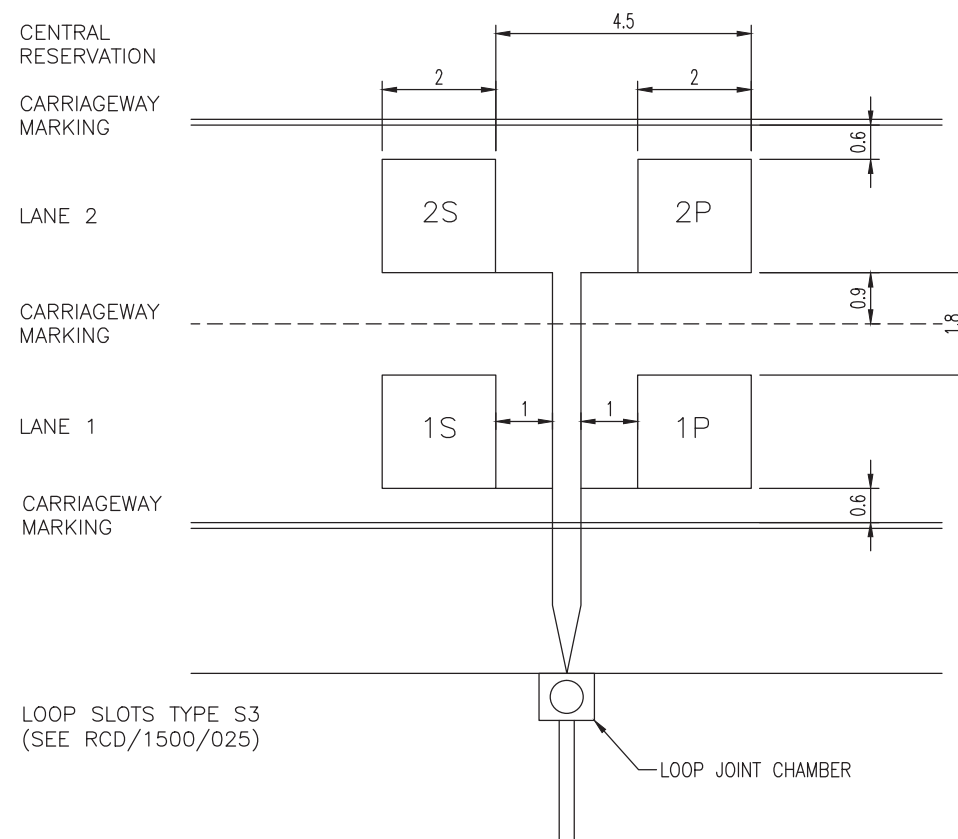 CENTRAL
RESERVATION
4.5
2
2
CARRIAGEWAY
MARKING
0.6
LANE 2
2S
2P
CARRIAGEWAY
MARKING
0.9
1.8
LANE 1
1S
1
1
1P
CARRIAGEWAY
MARKING
0.6
LOOP SLOTS TYPE S3
(SEE RCD/1500/025)
LOOP JOINT CHAMBER